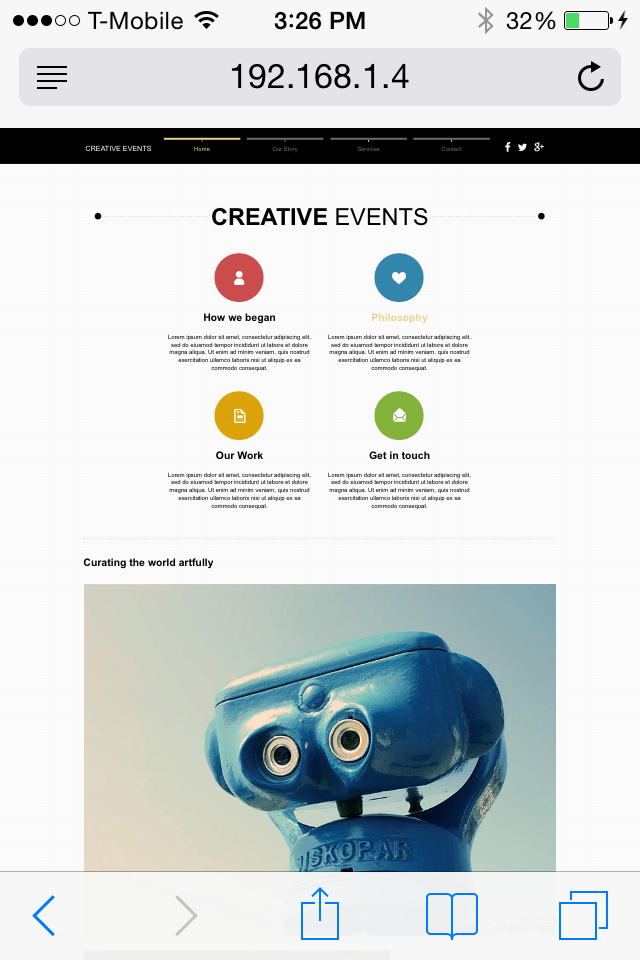 T-Mobile 3:26 PM 32%
192.168.1.4
CREATIVE EVENTS Home Our Story Services Contact
CREATIVE EVENTS
How we began
Philosophy
Lorem ipsum dolor sit amet, consectetur adipiscing elit,
sed do eiusmod tempor incididunt ut labore et dolore
magna aliqua. Ut enim ad minim veniam, quis nostrud
exercitation ullamco laboris nisi ut aliquip ex ea
commodo consequat.
Lorem ipsum dolor sit amet, consectetur adipiscing elit,
sed do eiusmod tempor incididunt ut labore et dolore
magna aliqua. Ut enim ad minim veniam, quis nostrud
exercitation ullamco laboris nisi ut aliquip ex ea
commodo consequat.
Our Work
Get in touch
Lorem ipsum dolor sit amet, consectetur adipiscing elit,
sed do eiusmod tempor incididunt ut labore et dolore
magna aliqua. Ut enim ad minim veniam, quis nostrud
exercitation ullamco laboris nisi ut aliquip ex ea
commodo consequat.
Lorem ipsum dolor sit amet, consectetur adipiscing elit,
sed do eiusmod tempor incididunt ut labore et dolore
magna aliqua. Ut enim ad minim veniam, quis nostrud
exercitation ullamco laboris nisi ut aliquip ex ea
commodo consequat.
Curating the world artfully
DISKOPAR